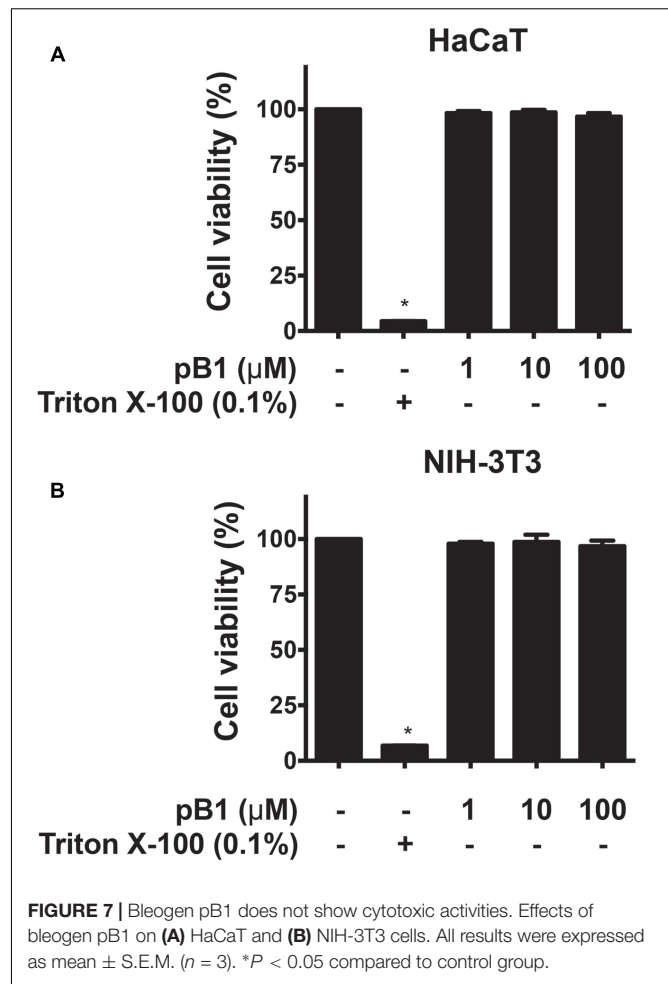 A
HaCaT
Cell viability (%)
100
75
50
25
0
*
pB1 (μM) - - 1 10 100
Triton X-100 (0.1%) - + - - -
B
NIH-3T3
Cell viability (%)
100
75
50
25
0
*
pB1 (μM) - - 1 10 100
Triton X-100 (0.1%) - + - - -
FIGURE 7 | Bleogen pB1 does not show cytotoxic activities. Effects of
bleogen pB1 on (A) HaCaT and (B) NIH-3T3 cells. All results were expressed
as mean ± S.E.M. (n = 3). *P < 0.05 compared to control group.